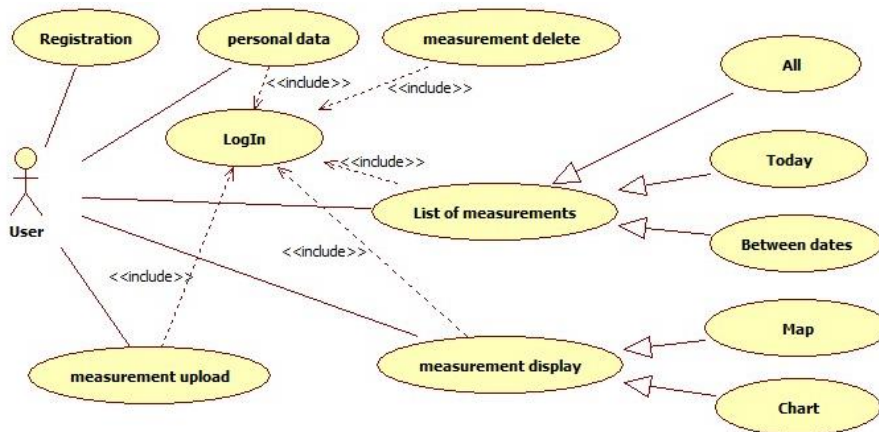 Registration
personal data
measurement delete
All
<<include>>
<<include>>
LogIn
<<include>>
Today
List of measurements
User
Between dates
<<include>>
<<include>>
Map
measurement upload
measurement display
Chart